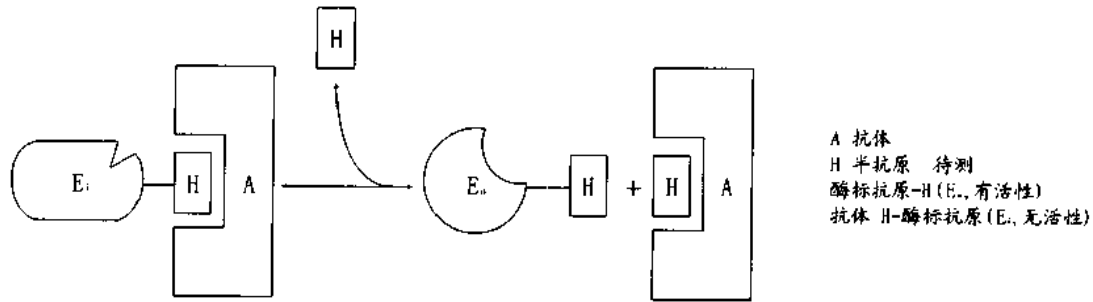 H
Ei H A
Ea H + H A
A 抗体
H 半抗原 待测
酶标抗原-H(Ea, 有活性)
抗体 H-酶标抗原(Ei, 无活性)